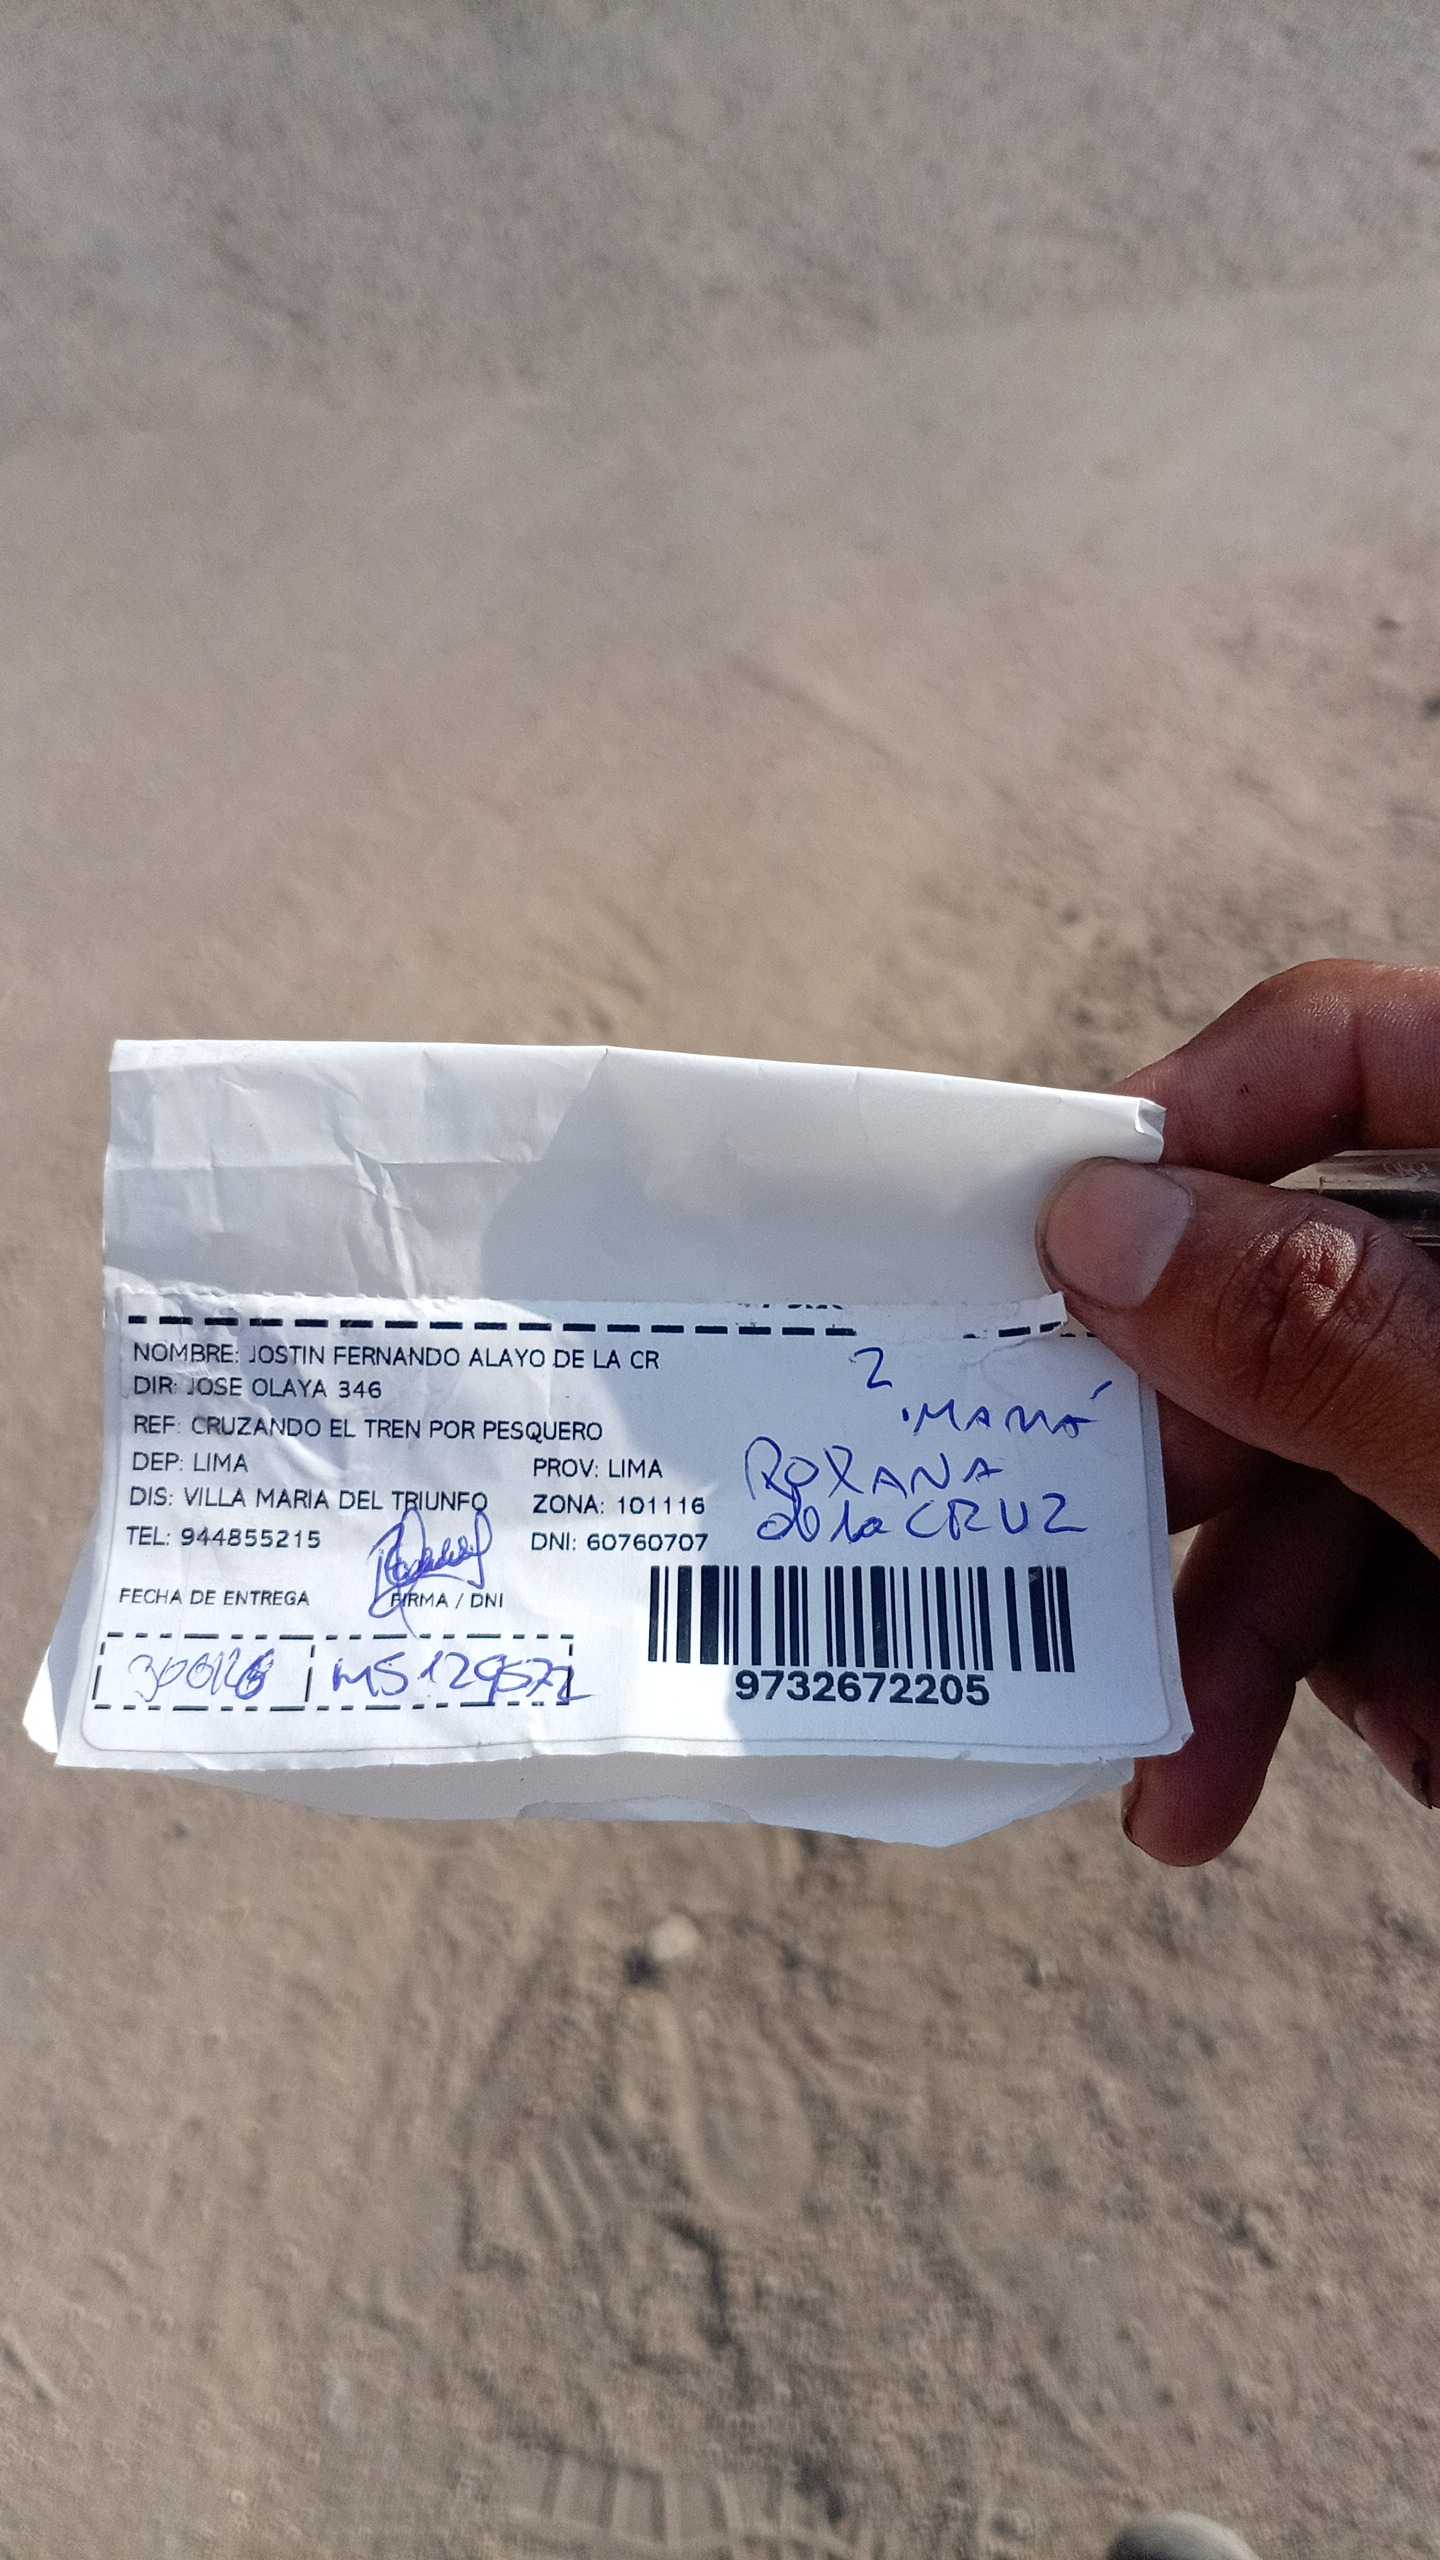 NOMBRE: JOSTIN FERNANDO ALAYO DE LA CR
DIR: JOSE OLAYA 346
REF: CRUZANDO EL TREN POR PESQUERO
DEP: LIMA PROV: LIMA
DIS: VILLA MARIA DEL TRIUNFO ZONA: 101116
TEL: 944855215 DNI: 60760707
FECHA DE ENTREGA FIRMA / DNI
2
MAMÁ
ROXANA
de la CRUZ
9732672205